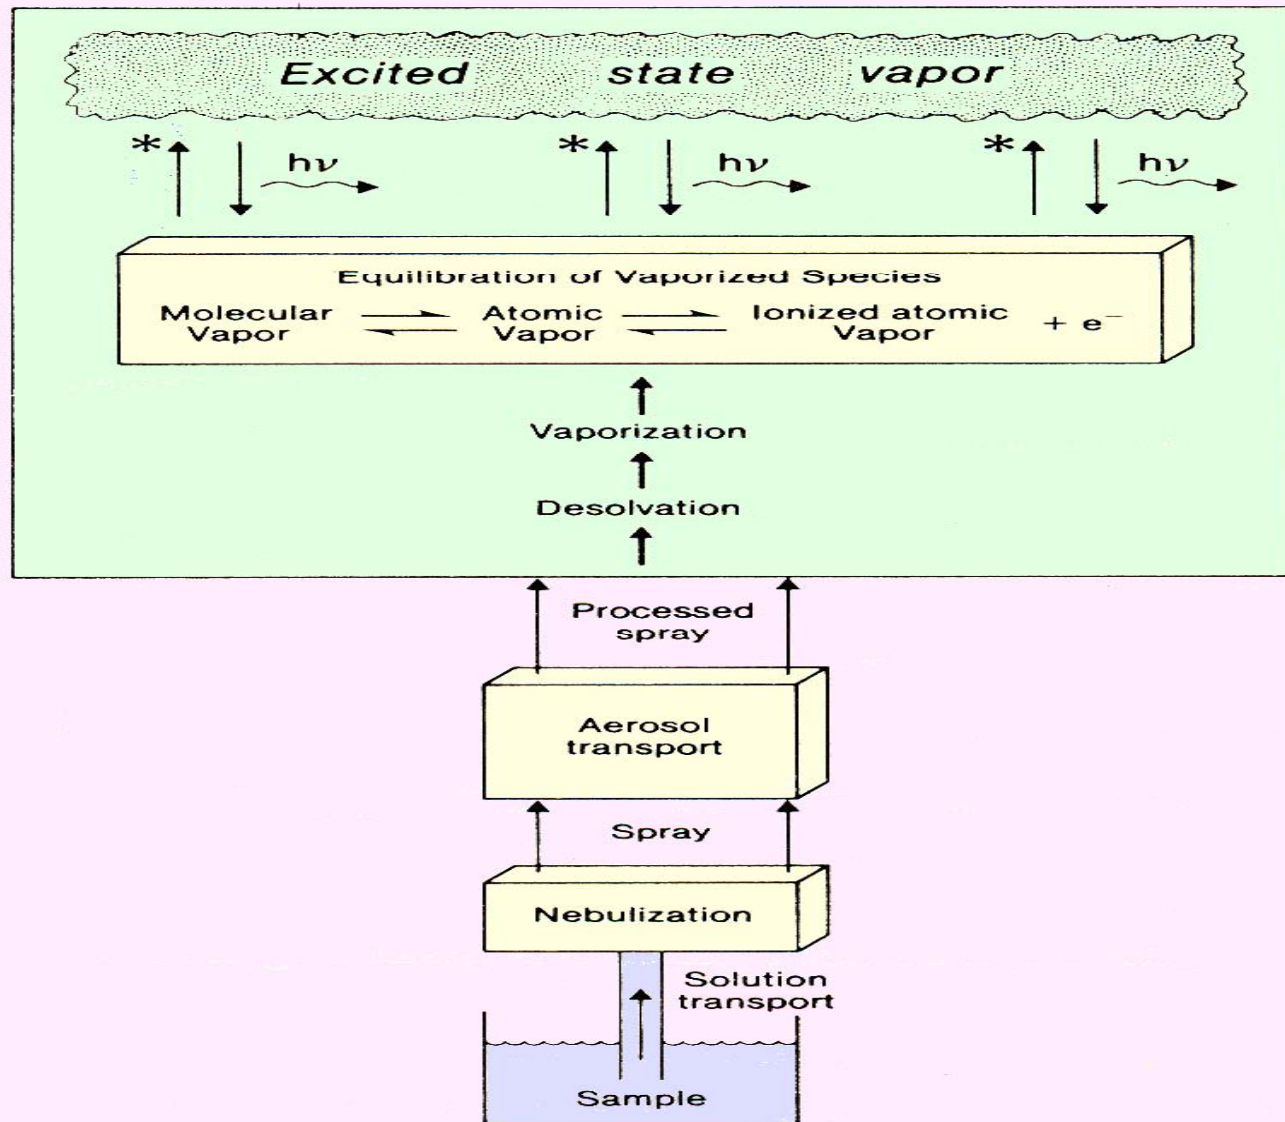 Excited state vapor
* hν * hν * hν
Equilibration of Vaporized Species
Molecular Atomic Ionized atomic
Vapor Vapor Vapor + e⁻
Vaporization
Desolvation
Processed
spray
Aerosol
transport
Spray
Nebulization
Solution
transport
Sample